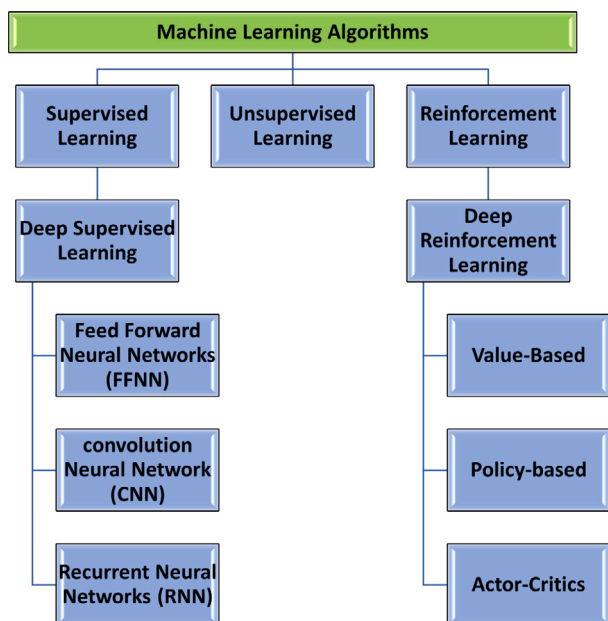 Machine Learning Algorithms
Supervised
Learning
Unsupervised
Learning
Reinforcement
Learning
Deep Supervised
Learning
Deep
Reinforcement
Learning
Feed Forward
Neural Networks
(FFNN)
Value-Based
convolution
Neural Network
(CNN)
Policy-based
Recurrent Neural
Networks (RNN)
Actor-Critics